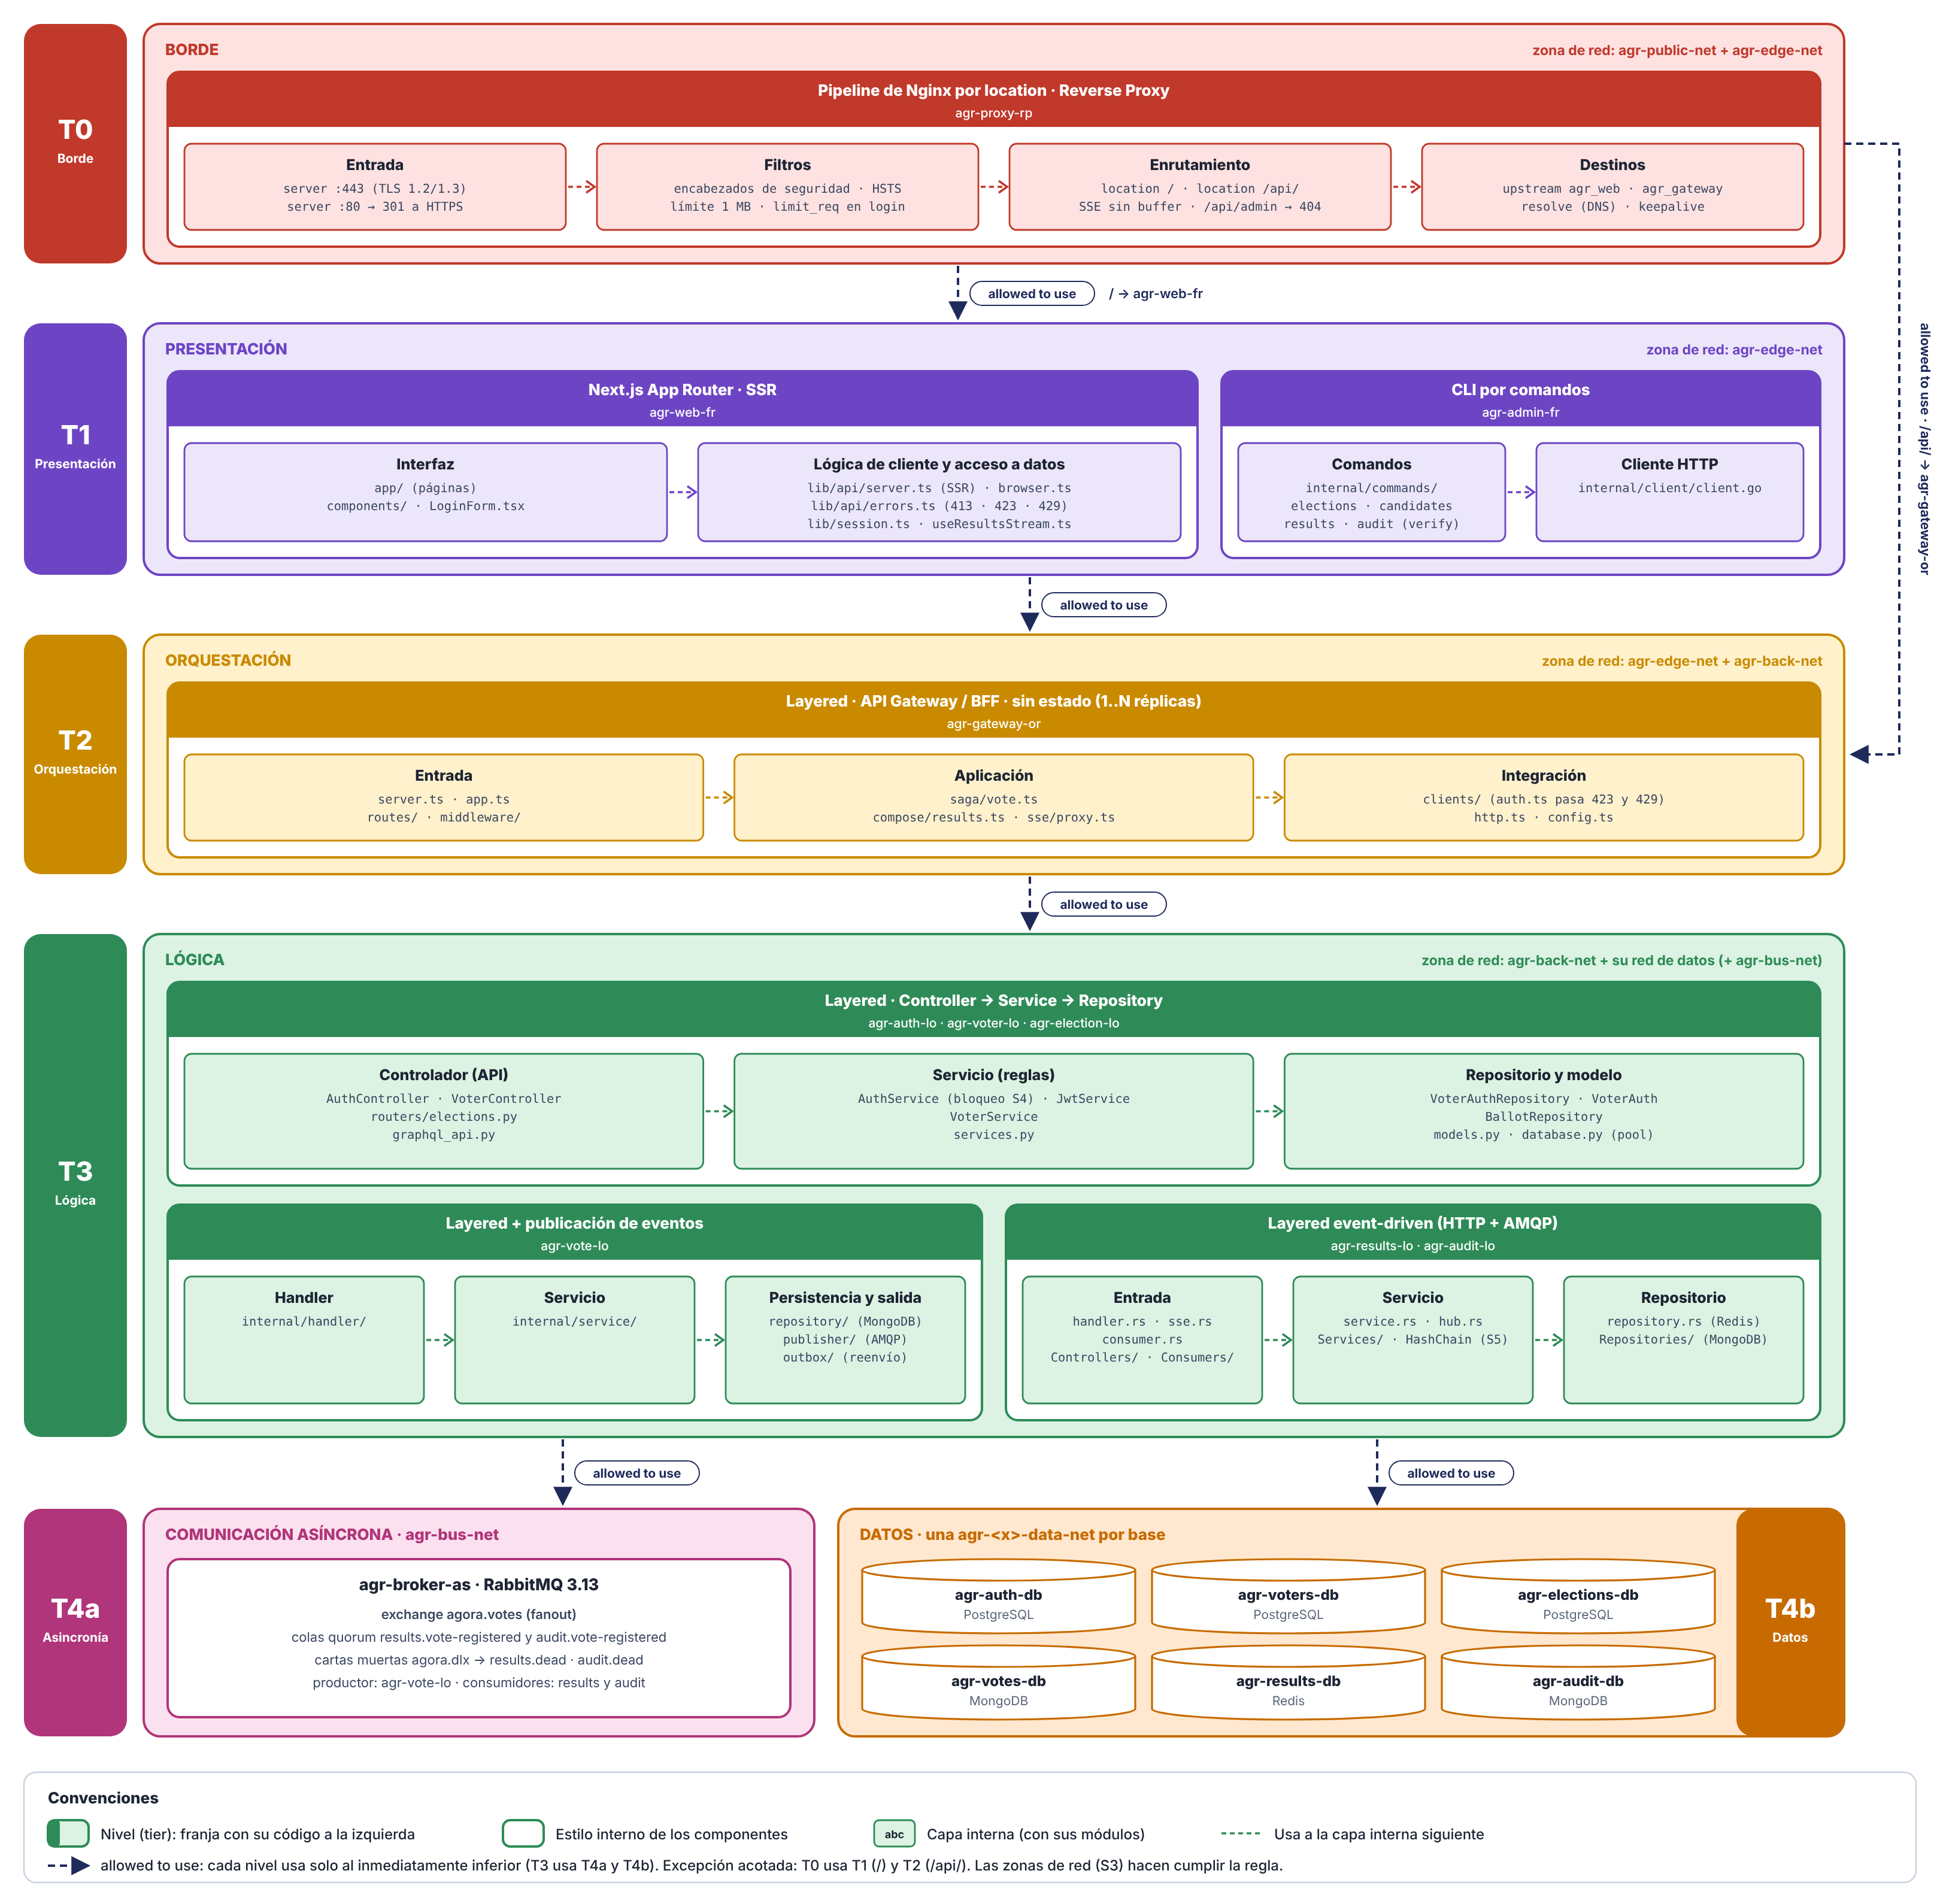 T0
Borde
BORDE
zona de red: agr-public-net + agr-edge-net
Pipeline de Nginx por location · Reverse Proxy
agr-proxy-rp
Entrada
server :443 (TLS 1.2/1.3)
server :80 → 301 a HTTPS
Filtros
encabezados de seguridad · HSTS
límite 1 MB · limit_req en login
Enrutamiento
location / · location /api/
SSE sin buffer · /api/admin → 404
Destinos
upstream agr_web · agr_gateway
resolve (DNS) · keepalive
allowed to use
/ → agr-web-fr
allowed to use · /api/ → agr-gateway-or
T1
Presentación
PRESENTACIÓN
zona de red: agr-edge-net
Next.js App Router · SSR
agr-web-fr
Interfaz
app/ (páginas)
components/ · LoginForm.tsx
Lógica de cliente y acceso a datos
lib/api/server.ts (SSR) · browser.ts
lib/api/errors.ts (413 · 423 · 429)
lib/session.ts · useResultsStream.ts
CLI por comandos
agr-admin-fr
Comandos
internal/commands/
elections · candidates
results · audit (verify)
Cliente HTTP
internal/client/client.go
allowed to use
T2
Orquestación
ORQUESTACIÓN
zona de red: agr-edge-net + agr-back-net
Layered · API Gateway / BFF · sin estado (1..N réplicas)
agr-gateway-or
Entrada
server.ts · app.ts
routes/ · middleware/
Aplicación
saga/vote.ts
compose/results.ts · sse/proxy.ts
Integración
clients/ (auth.ts pasa 423 y 429)
http.ts · config.ts
allowed to use
T3
Lógica
LÓGICA
zona de red: agr-back-net + su red de datos (+ agr-bus-net)
Layered · Controller → Service → Repository
agr-auth-lo · agr-voter-lo · agr-election-lo
Controlador (API)
AuthController · VoterController
routers/elections.py
graphql_api.py
Servicio (reglas)
AuthService (bloqueo S4) · JwtService
VoterService
services.py
Repositorio y modelo
VoterAuthRepository · VoterAuth
BallotRepository
models.py · database.py (pool)
Layered + publicación de eventos
agr-vote-lo
Handler
internal/handler/
Servicio
internal/service/
Persistencia y salida
repository/ (MongoDB)
publisher/ (AMQP)
outbox/ (reenvío)
Layered event-driven (HTTP + AMQP)
agr-results-lo · agr-audit-lo
Entrada
handler.rs · sse.rs
consumer.rs
Controllers/ · Consumers/
Servicio
service.rs · hub.rs
Services/ · HashChain (S5)
Repositorio
repository.rs (Redis)
Repositories/ (MongoDB)
allowed to use
allowed to use
T4a
Asincronía
COMUNICACIÓN ASÍNCRONA · agr-bus-net
agr-broker-as · RabbitMQ 3.13
exchange agora.votes (fanout)
colas quorum results.vote-registered y audit.vote-registered
cartas muertas agora.dlx → results.dead · audit.dead
productor: agr-vote-lo · consumidores: results y audit
DATOS · una agr-<x>-data-net por base
agr-auth-db
PostgreSQL
agr-voters-db
PostgreSQL
agr-elections-db
PostgreSQL
agr-votes-db
MongoDB
agr-results-db
Redis
agr-audit-db
MongoDB
T4b
Datos
Convenciones
Nivel (tier): franja con su código a la izquierda
Estilo interno de los componentes
abc
Capa interna (con sus módulos)
Usa a la capa interna siguiente
allowed to use: cada nivel usa solo al inmediatamente inferior (T3 usa T4a y T4b). Excepción acotada: T0 usa T1 (/) y T2 (/api/). Las zonas de red (S3) hacen cumplir la regla.